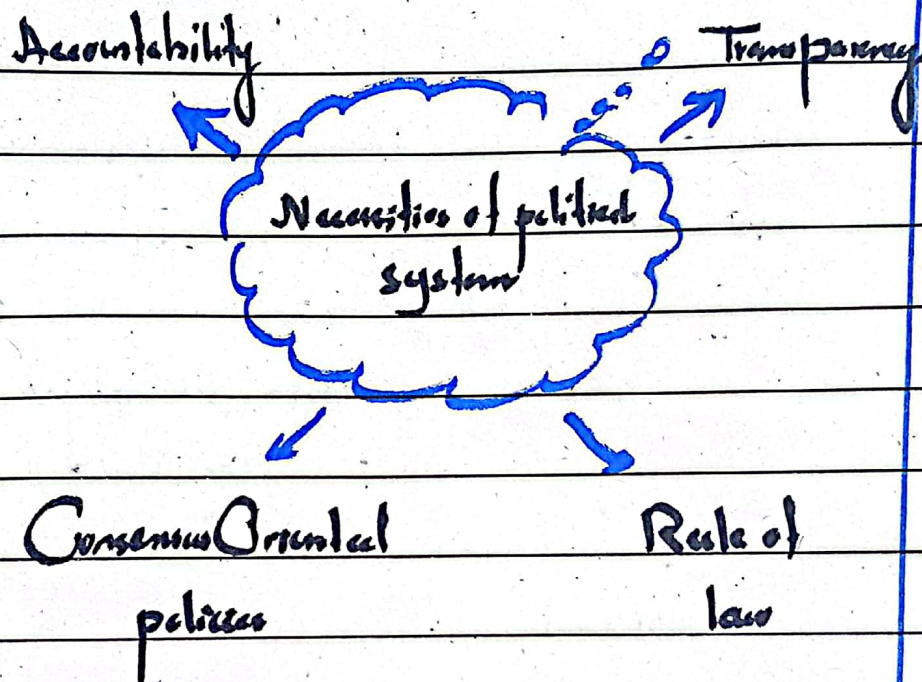 Accountability
Transparency
Necessities of political
system
Consensus Oriented
policies
Rule of
law